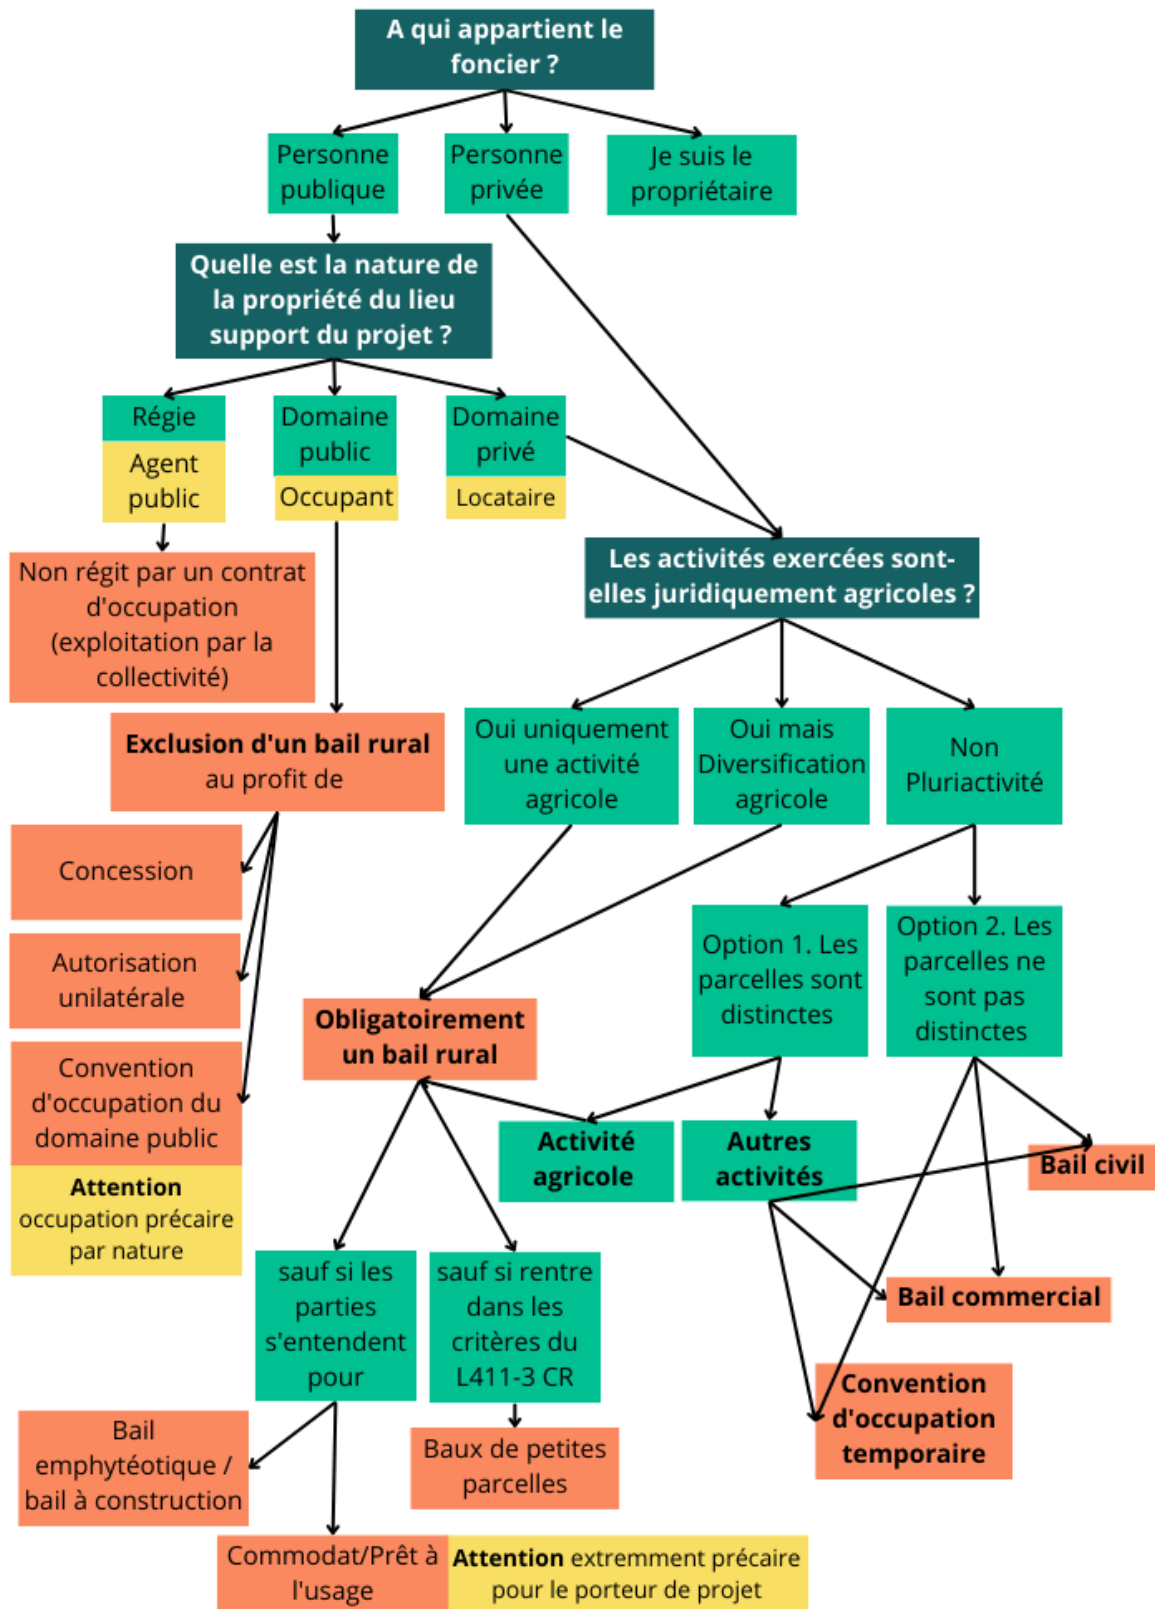 A qui appartient le
foncier ?
Personne
publique
Personne
privée
Je suis le
propriétaire
Quelle est la nature de
la propriété du lieu
support du projet ?
Régie
Agent
public
Domaine
public
Occupant
Domaine
privé
Locataire
Non régit par un contrat
d'occupation
(exploitation par la
collectivité)
Les activités exercées sont-
elles juridiquement agricoles ?
Exclusion d'un bail rural
au profit de
Oui uniquement
une activité
agricole
Oui mais
Diversification
agricole
Non
Pluriactivité
Concession
Autorisation
unilatérale
Convention
d'occupation du
domaine public
Attention
occupation précaire
par nature
Option 1. Les
parcelles sont
distinctes
Option 2. Les
parcelles ne
sont pas
distinctes
Obligatoirement
un bail rural
Activité
agricole
Autres
activités
Bail civil
Bail commercial
Convention
d'occupation
temporaire
sauf si les
parties
s'entendent
pour
sauf si rentre
dans les
critères du
L411-3 CR
Bail
emphytéotique /
bail à construction
Baux de petites
parcelles
Commodat/Prêt à
l'usage
Attention extremment précaire
pour le porteur de projet